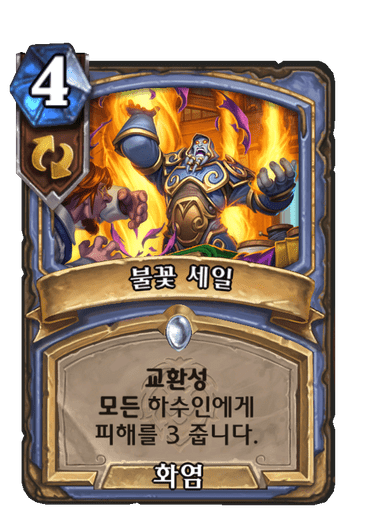 4
불꽃 세일
교환성
모든 하수인에게
피해를 3 줍니다.
화염